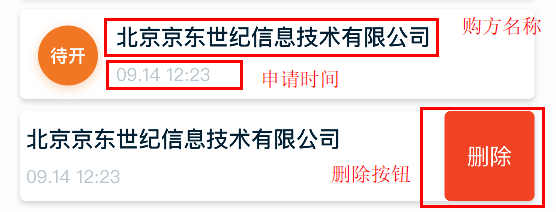 购方名称
待开
北京京东世纪信息技术有限公司
09.14 12:23
申请时间
北京京东世纪信息技术有限公司
09.14 12:23
删除按钮
删除